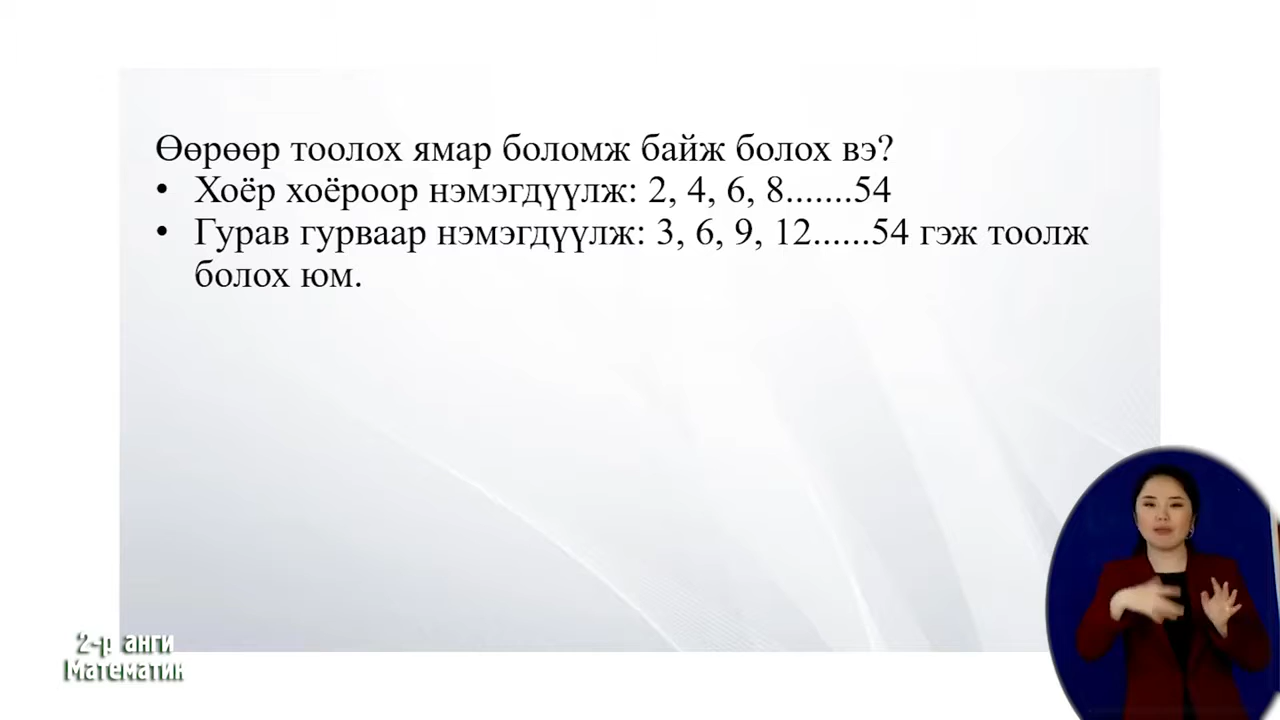 Өөрөөр тоолох ямар боломж байж болох вэ?
• Хоёр хоёроор нэмэгдүүлж: 2, 4, 6, 8.......54
• Гурав гурваар нэмэгдүүлж: 3, 6, 9, 12......54 гэж тоолж
болох юм.
2-р анги
Математик